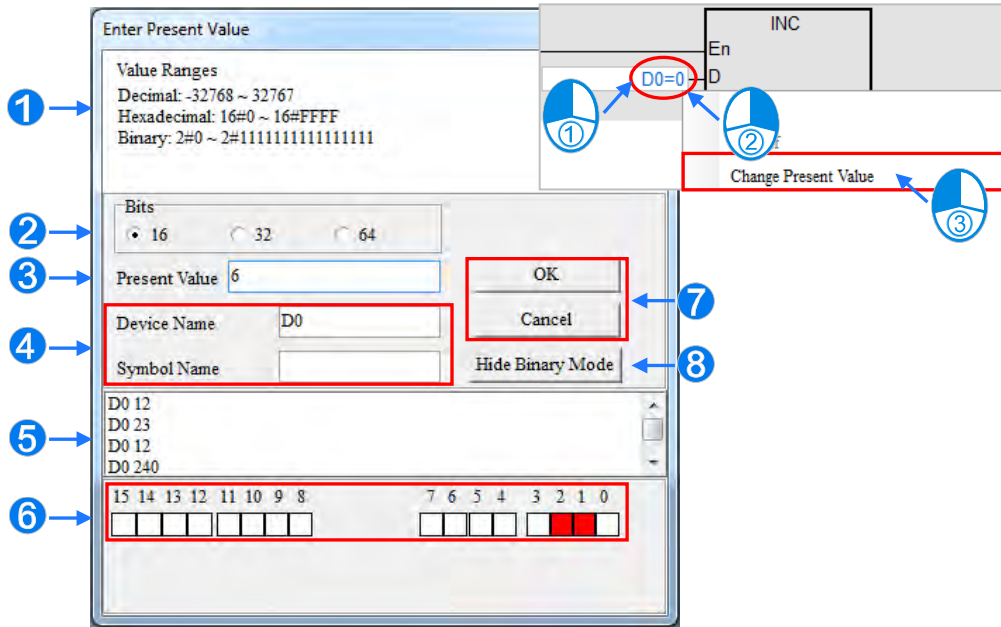 Enter Present Value
Value Ranges
Decimal: -32768 ~ 32767
Hexadecimal: 16#0 ~ 16#FFFF
Binary: 2#0 ~ 2#1111111111111111
1
Bits
16 32 64
2
Present Value 6
3
Device Name D0
Symbol Name
4
OK
Cancel
7
Hide Binary Mode
8
D0 12
D0 23
D0 12
D0 240
5
15 14 13 12 11 10 9 8 7 6 5 4 3 2 1 0
6
INC
En
D0=0 D
①
②
f
Change Present Value
③